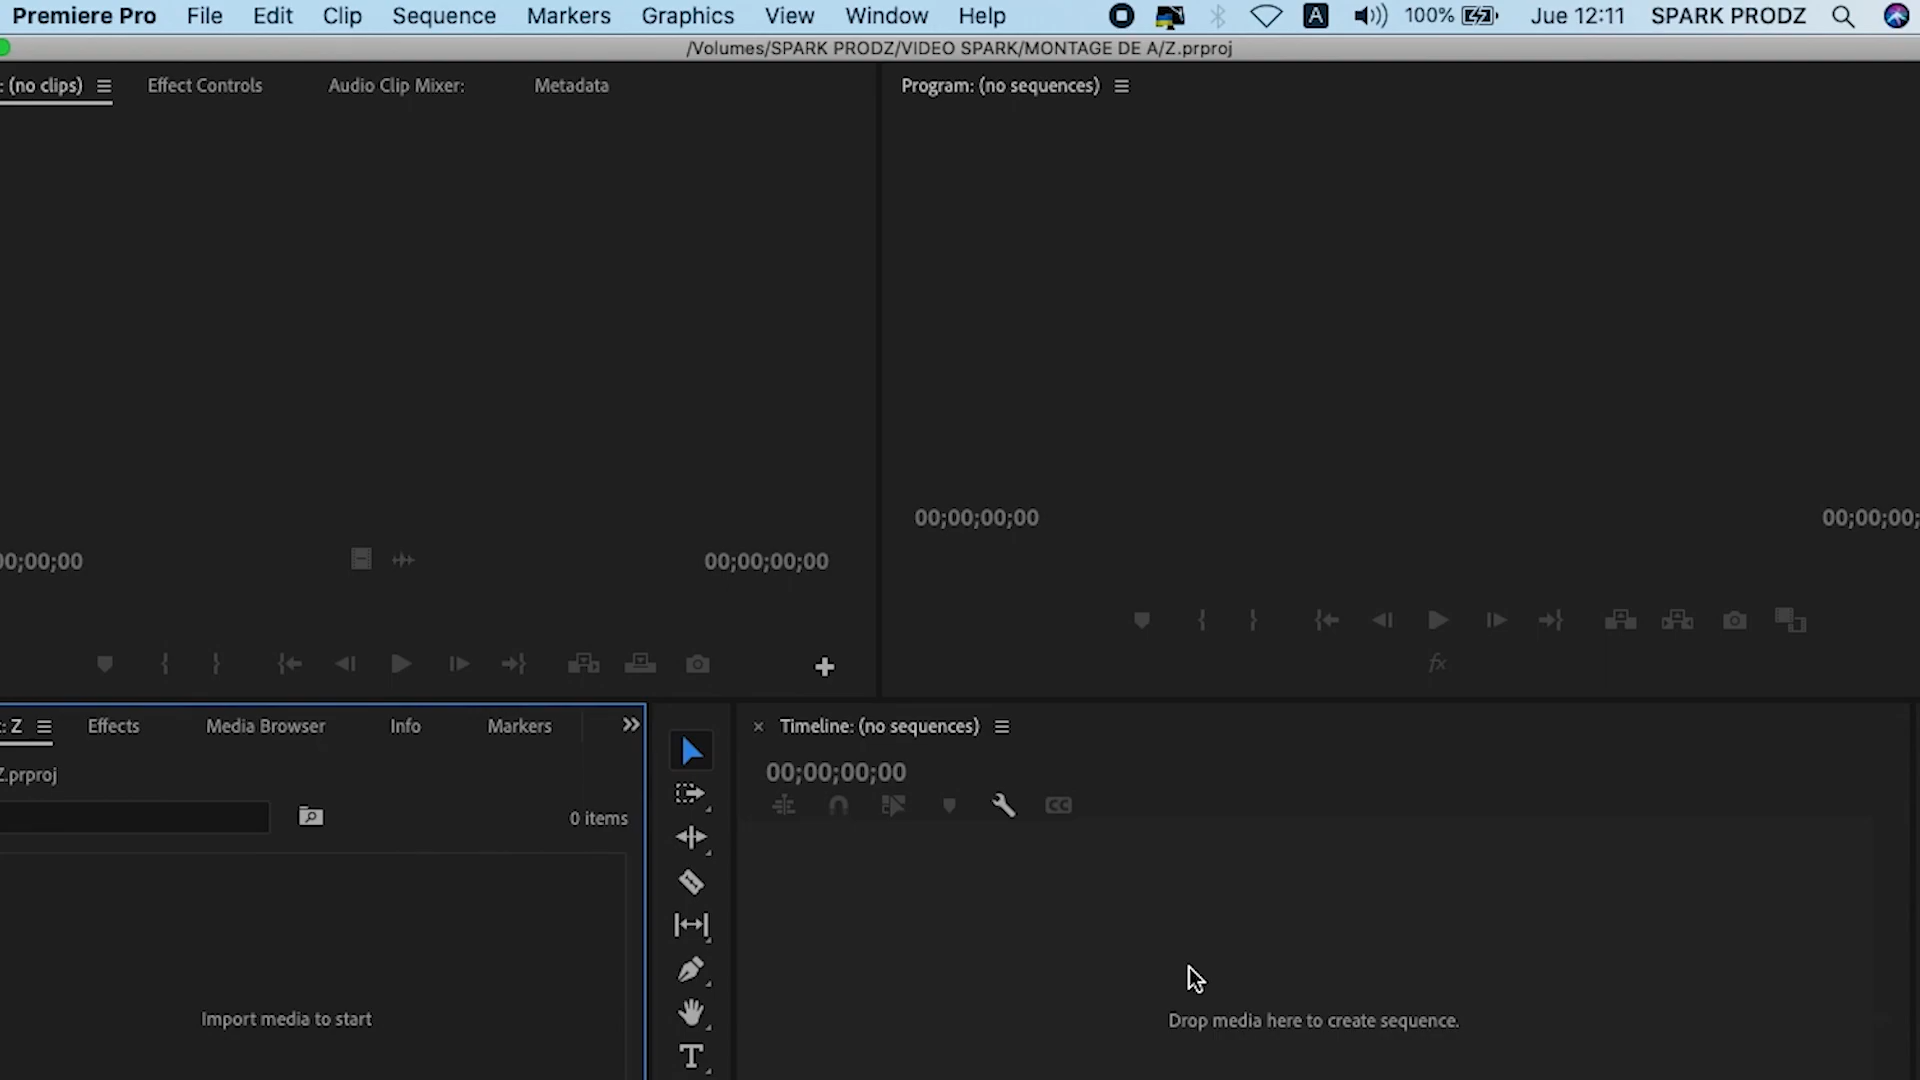 Premiere Pro File Edit Clip Sequence Markers Graphics View Window Help A 100% Jue 12:11 SPARK PRODZ
/Volumes/SPARK PRODZ/VIDEO SPARK/MONTAGE DE A/Z.prproj
: (no clips) Effect Controls Audio Clip Mixer: Metadata
Program: (no sequences)
00;00;00;00 00;00;00;
00;00;00 00;00;00;00
fx
: Z Effects Media Browser Info Markers
Timeline: (no sequences)
Z.prproj
00;00;00;00
CC
0 items
Import media to start
Drop media here to create sequence.
T